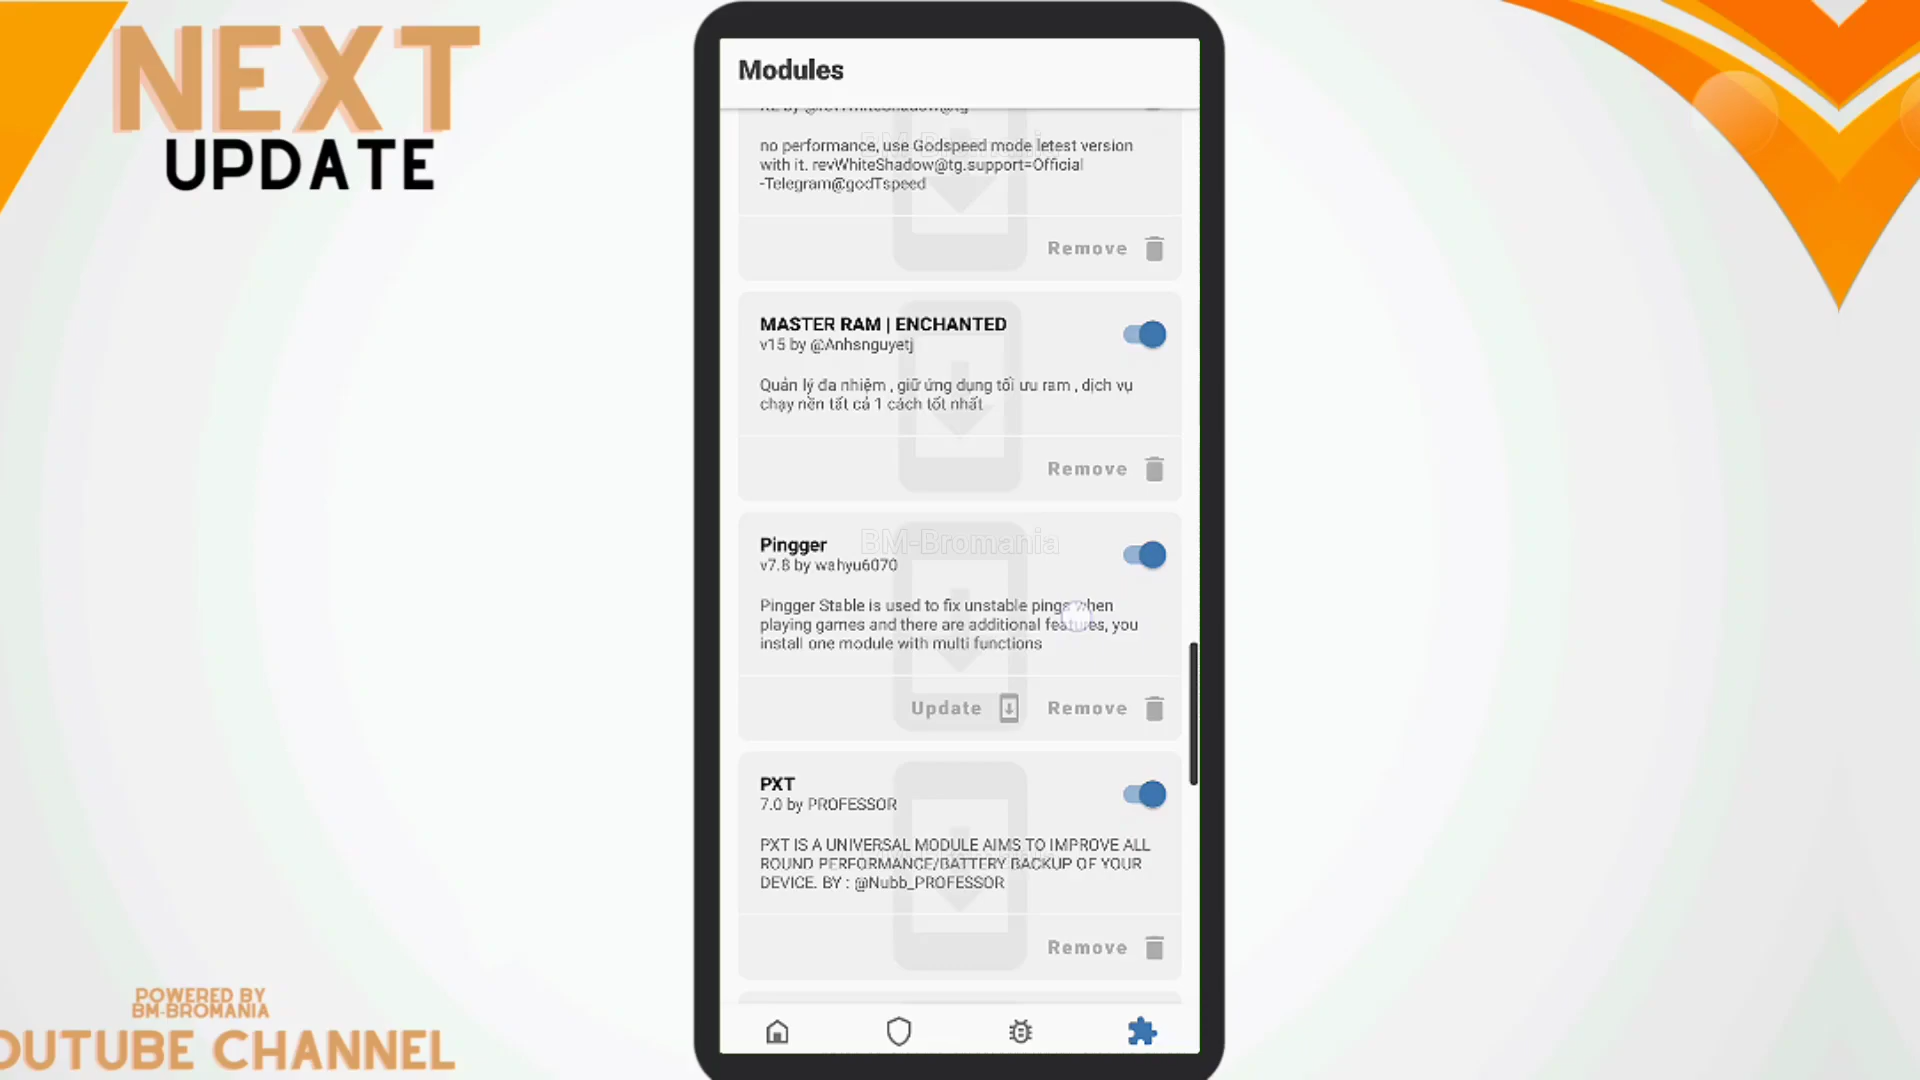 NEXT
UPDATE
Modules
no performance, use Godspeed mode letest version
with it. revWhiteShadow@tg.support=Official
-Telegram@godTspeed
Remove
MASTER RAM | ENCHANTED
v15 by @Anhsnguyetj
Quản lý đa nhiệm , giữ ứng dụng tối ưu ram , dịch vụ
chạy nền tất cả 1 cách tốt nhất
Remove
BM-Bromania
Pingger
v7.8 by wahyu6070
Pingger Stable is used to fix unstable pings when
playing games and there are additional features, you
install one module with multi functions
Update Remove
PXT
7.0 by PROFESSOR
PXT IS A UNIVERSAL MODULE AIMS TO IMPROVE ALL
ROUND PERFORMANCE/BATTERY BACKUP OF YOUR
DEVICE. BY : @Nubb_PROFESSOR
Remove
POWERED BY
BM-BROMANIA
OUTUBE CHANNEL